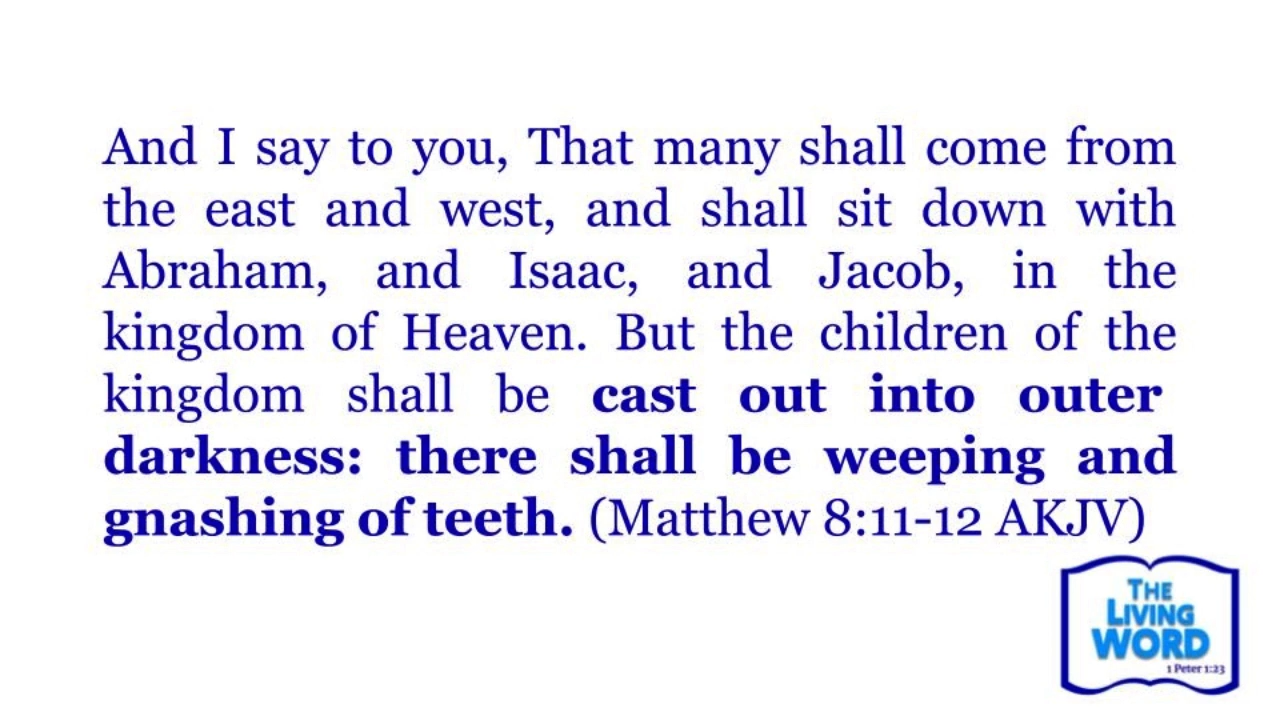 And I say to you, That many shall come from
the east and west, and shall sit down with
Abraham, and Isaac, and Jacob, in the
kingdom of Heaven. But the children of the
kingdom shall be cast out into outer
darkness: there shall be weeping and
gnashing of teeth. (Matthew 8:11-12 AKJV)
THE
LIVING
WORD
1 Peter 1:23